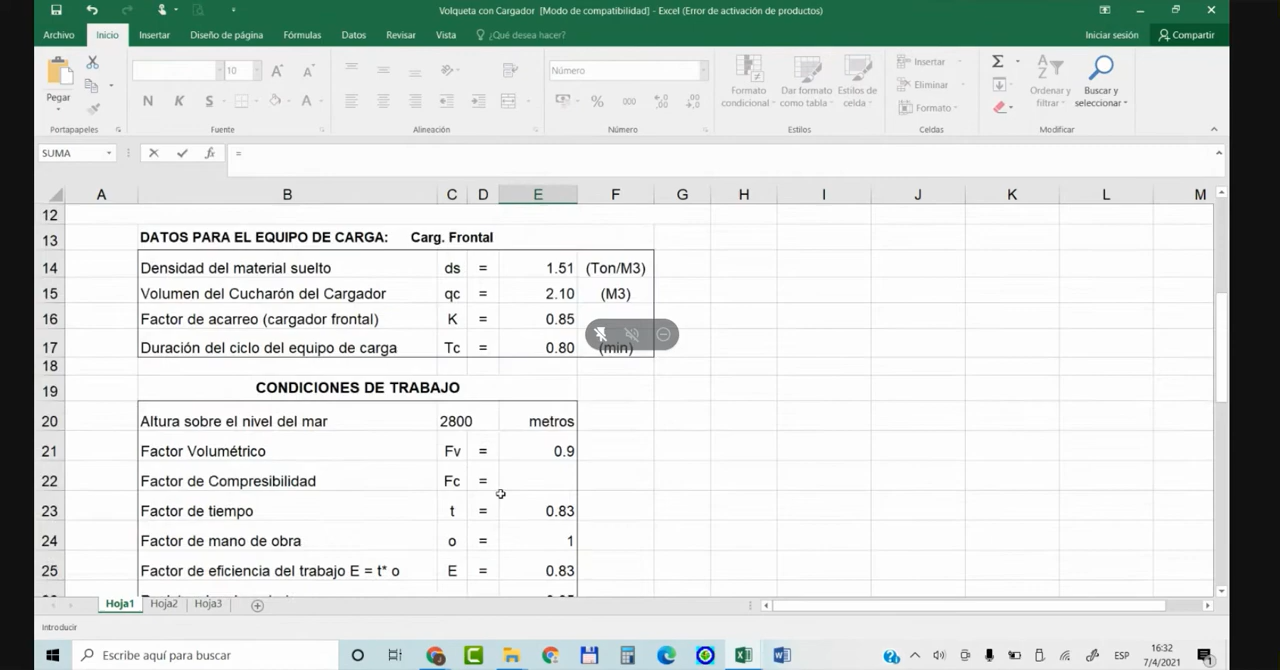 Volqueta con Cargador [Modo de compatibilidad] - Excel (Error de activación de productos)
Archivo Inicio Insertar Diseño de página Fórmulas Datos Revisar Vista ¿Qué desea hacer? Iniciar sesión Compartir
Pegar
10
N K S
A A A
Número
% 000
Formato condicional
Dar formato como tabla
Estilos de celda
Insertar
Eliminar
Formato
Ordenar y filtrar
Buscar y seleccionar
Portapapeles Fuente Alineación Número Estilos Celdas Modificar
SUMA fx =
A B C D E F G H I J K L M
12
13 DATOS PARA EL EQUIPO DE CARGA: Carg. Frontal
14 Densidad del material suelto ds = 1.51 (Ton/M3)
15 Volumen del Cucharón del Cargador qc = 2.10 (M3)
16 Factor de acarreo (cargador frontal) K = 0.85
17 Duración del ciclo del equipo de carga Tc = 0.80 (min)
18
19 CONDICIONES DE TRABAJO
20 Altura sobre el nivel del mar 2800 metros
21 Factor Volumétrico Fv = 0.9
22 Factor de Compresibilidad Fc =
23 Factor de tiempo t = 0.83
24 Factor de mano de obra o = 1
25 Factor de eficiencia del trabajo E = t* o E = 0.83
Hoja1 Hoja2 Hoja3
Introducir
Escribe aquí para buscar
ESP
16:32
7/4/2021